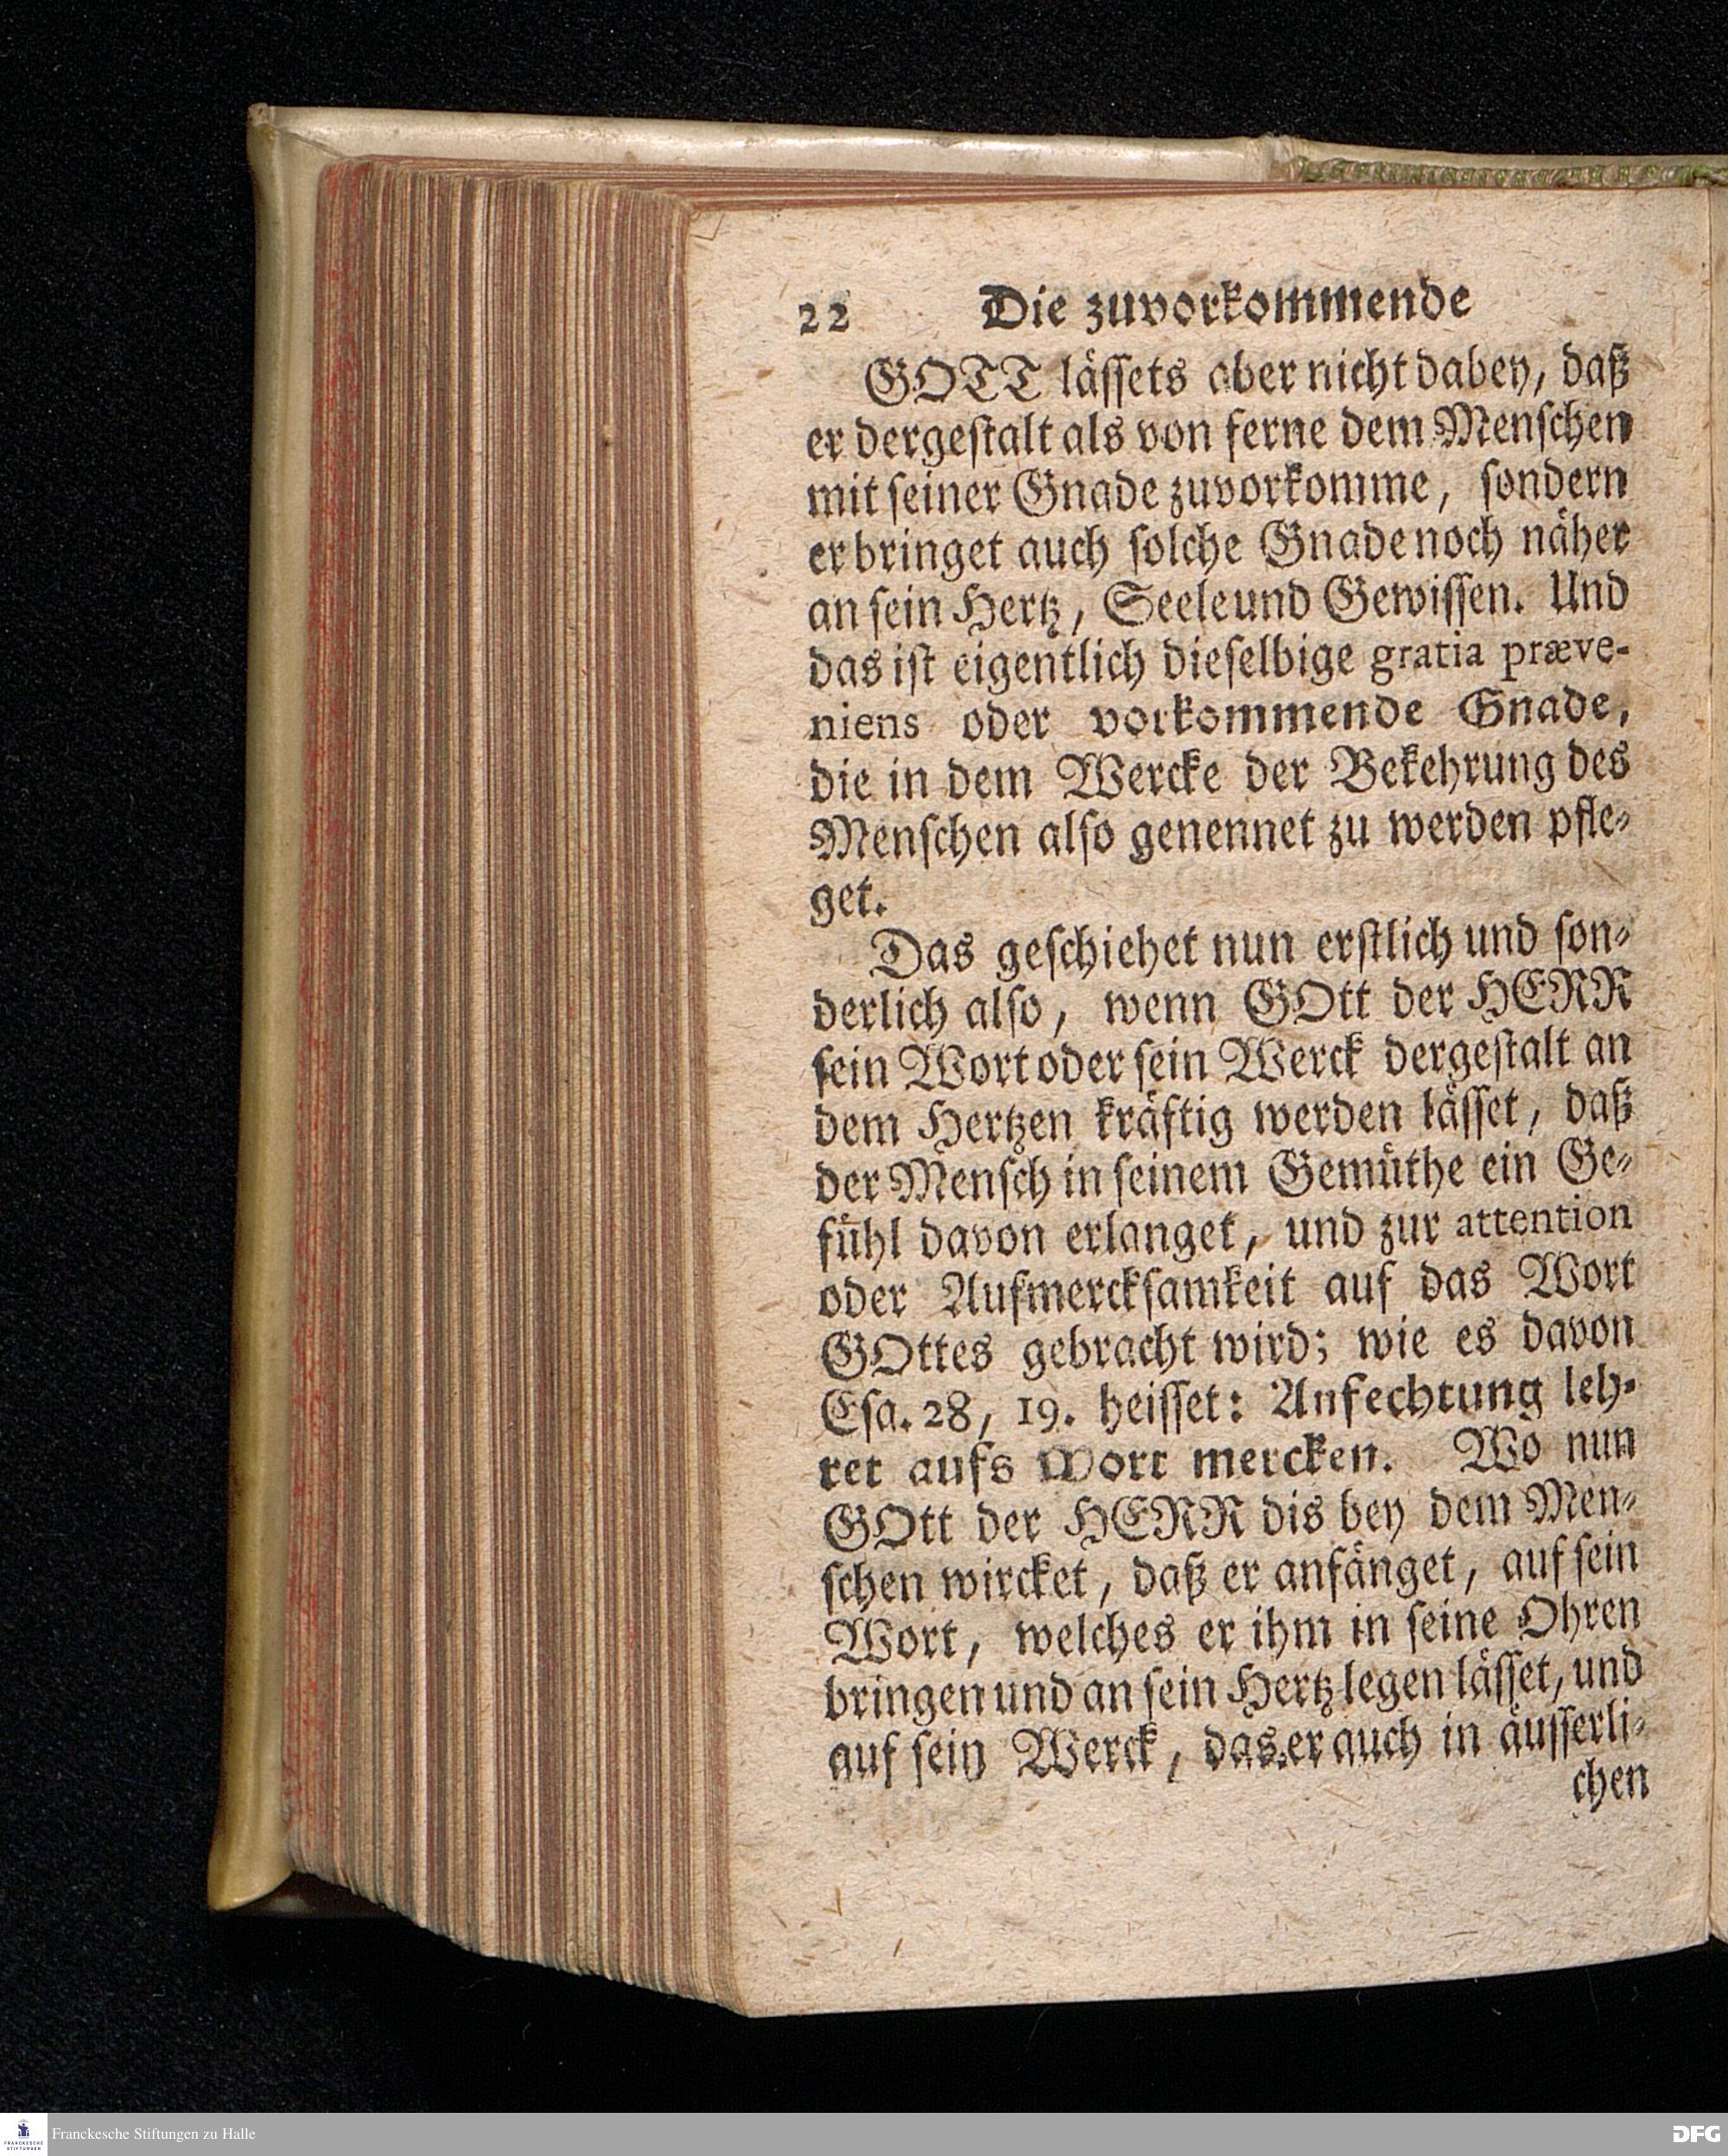 22 Die zuvorkommende
GOTT läſſets aber nicht dabey, daß
er dergeſtalt als von ferne dem Menſchen
mit ſeiner Gnade zuvorkomme, ſondern
er bringet auch ſolche Gnade noch näher
an ſein Hertz, Seele und Gewiſſen. Und
das iſt eigentlich dieſelbige gratia præve-
niens oder vorkommende Gnade,
die in dem Wercke der Bekehrung des
Menſchen alſo genennet zu werden pfle-
get.
Das geſchiehet nun erſtlich und ſon-
derlich alſo, wenn GOtt der HERR
ſein Wort oder ſein Werck dergeſtalt an
dem Hertzen kräftig werden läſſet, daß
der Menſch in ſeinem Gemüthe ein Ge-
fühl davon erlanget, und zur attention
oder Aufmerckſamkeit auf das Wort
GOttes gebracht wird; wie es davon
Eſa. 28, 19. heiſſet: Anfechtung leh-
ret aufs Wort mercken. Wo nun
GOtt der HERR dis bey dem Men-
ſchen wircket, daß er anfänget, auf ſein
Wort, welches er ihm in ſeine Ohren
bringen und an ſein Hertz legen läſſet, und
auf ſein Werck, das er auch in äuſſerli-
chen
FRANCKESCHE
STIFTUNGEN
Franckesche Stiftungen zu Halle
DFG